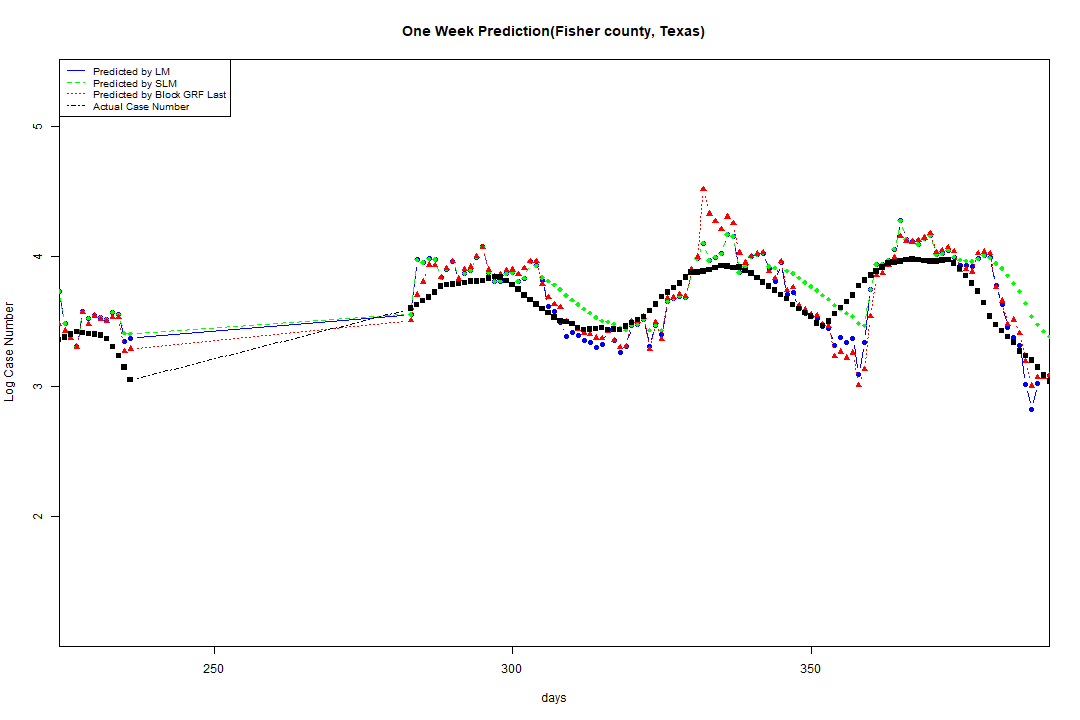 One Week Prediction(Fisher county, Texas)
Predicted by LM
Predicted by SLM
Predicted by Block GRF Last
Actual Case Number
5
4
3
2
Log Case Number
250
300
350
days